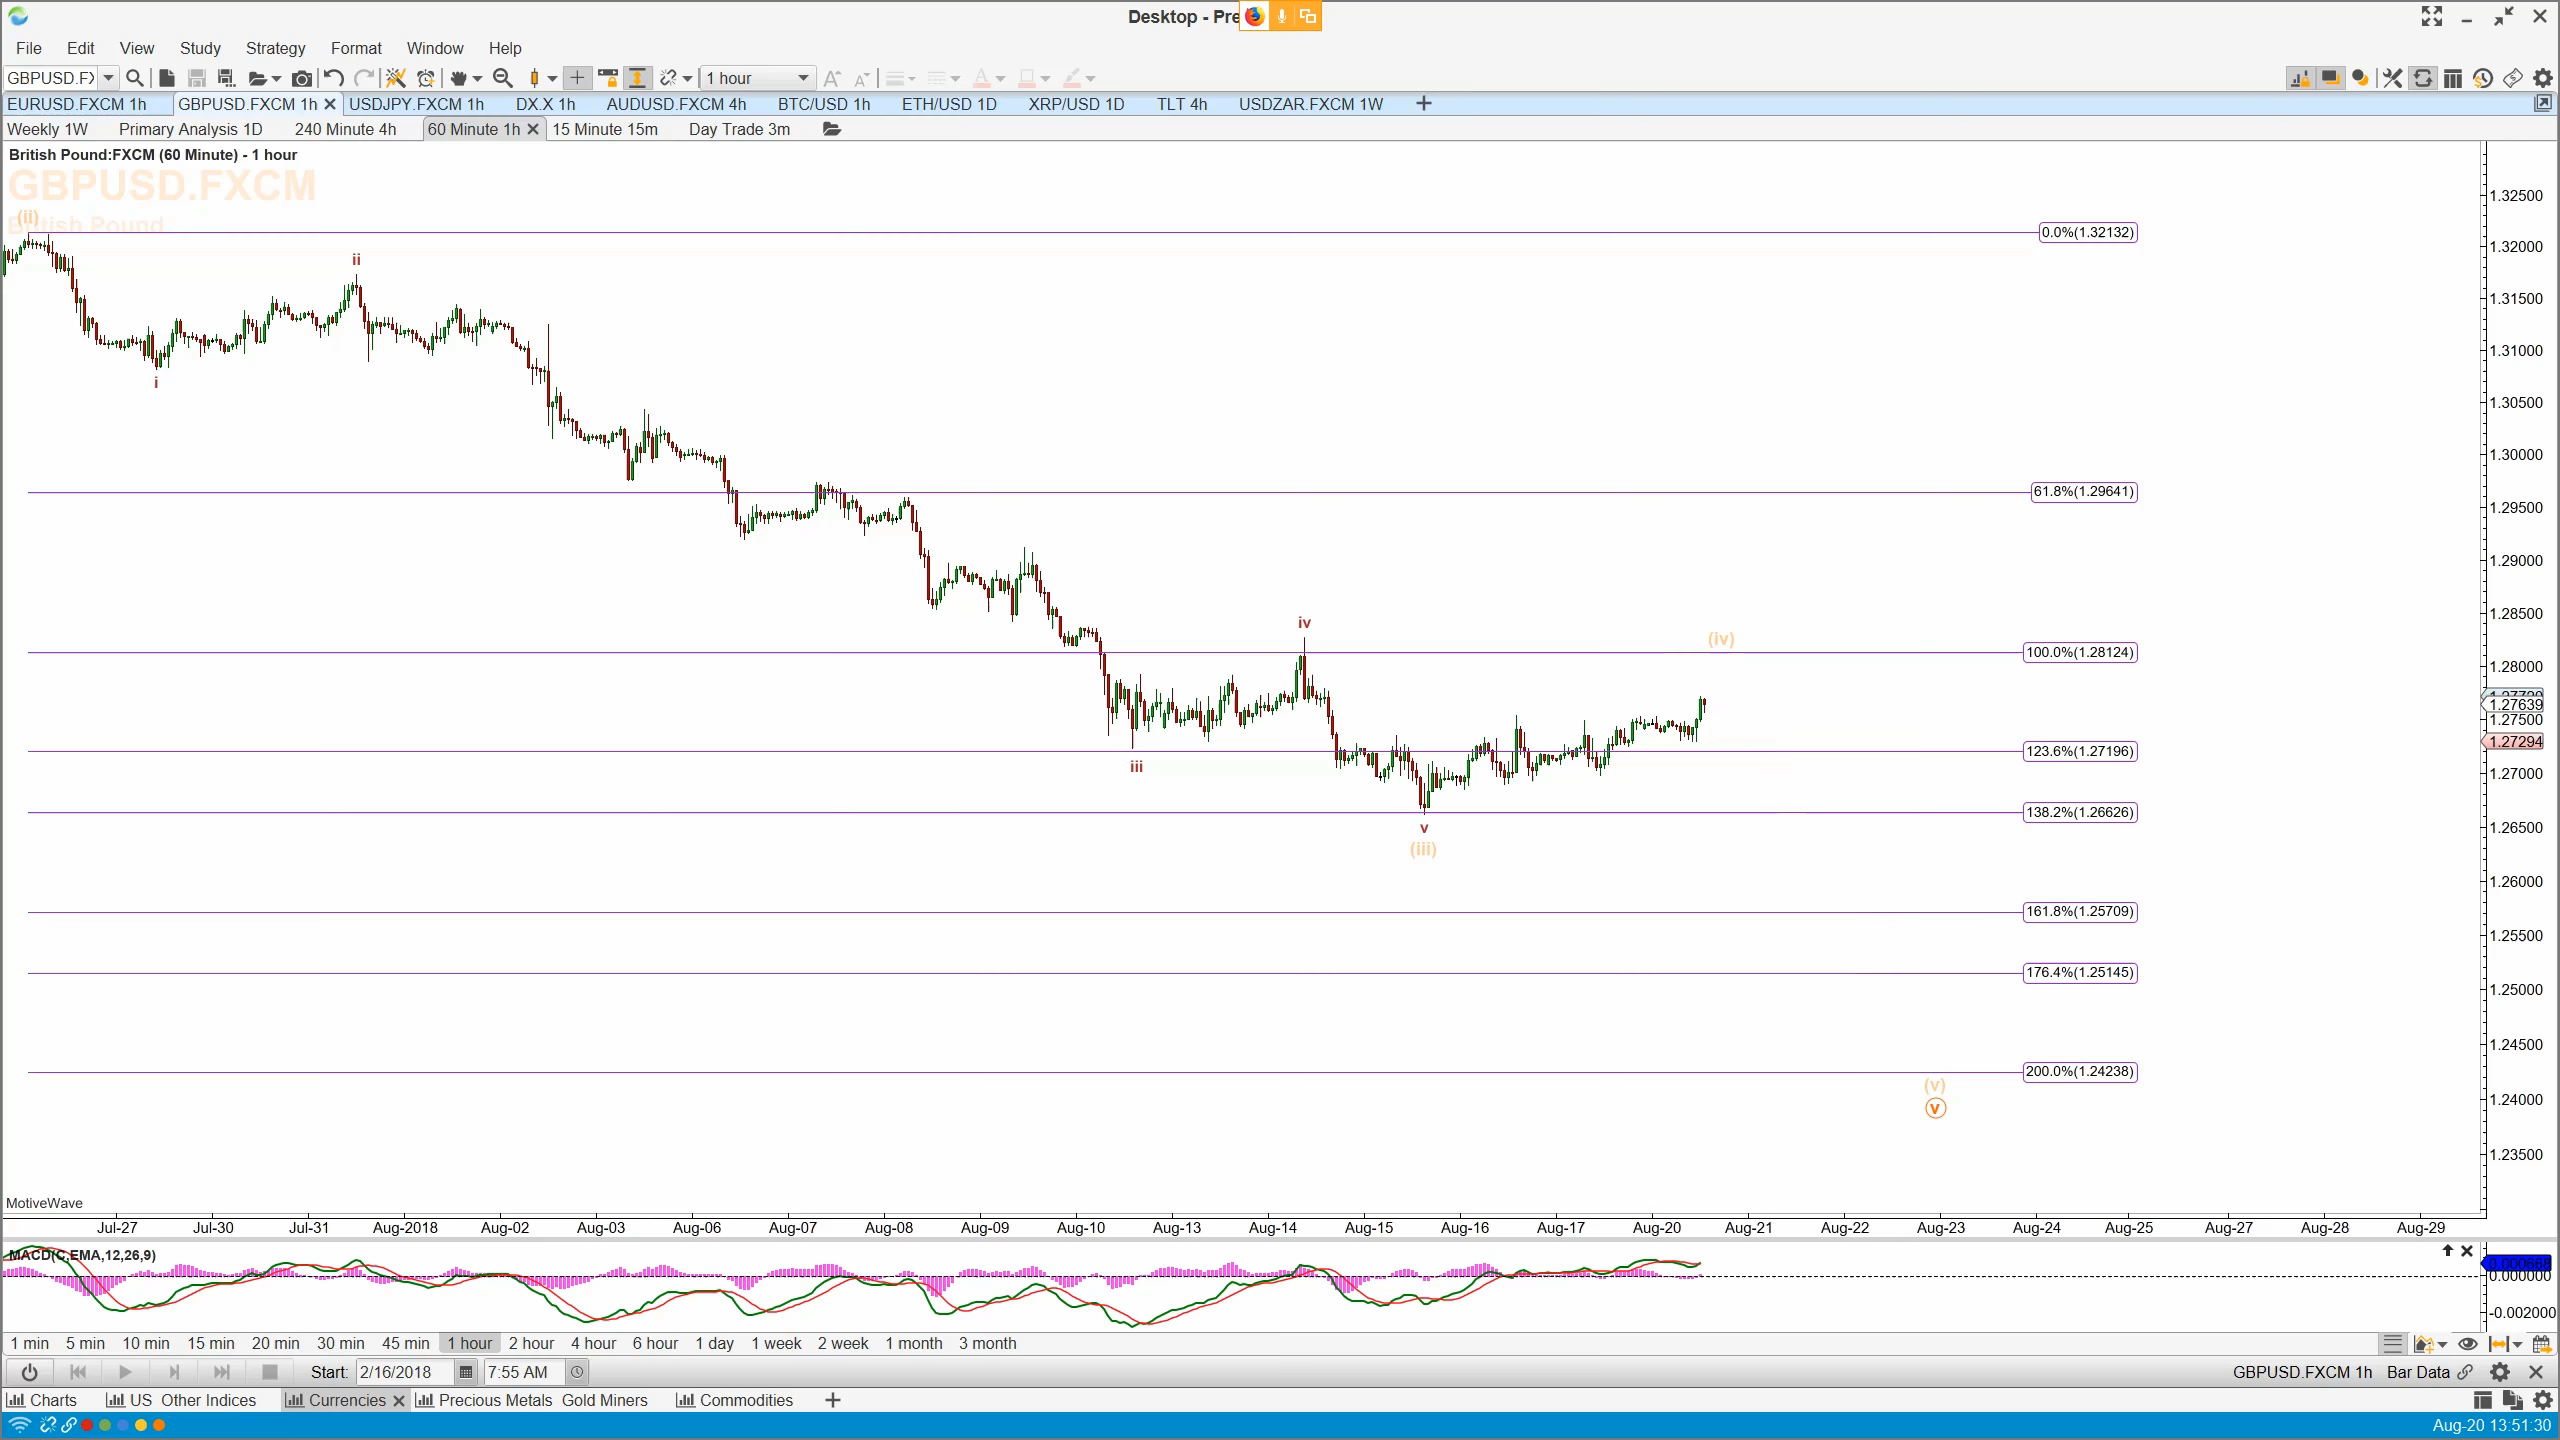 Desktop - Pre
File Edit View Study Strategy Format Window Help
GBPUSD.FX 1 hour
EURUSD.FXCM 1h GBPUSD.FXCM 1h USDJPY.FXCM 1h DX.X 1h AUDUSD.FXCM 4h BTC/USD 1h ETH/USD 1D XRP/USD 1D TLT 4h USDZAR.FXCM 1W
Weekly 1W Primary Analysis 1D 240 Minute 4h 60 Minute 1h 15 Minute 15m Day Trade 3m
British Pound:FXCM (60 Minute) - 1 hour
GBPUSD.FXCM
British Pound
(ii)
1.32500
0.0%(1.32132)
1.32000
ii
1.31500
1.31000
i
1.30500
1.30000
61.8%(1.29641)
1.29500
1.29000
1.28500
iv
(iv)
100.0%(1.28124)
1.28000
1.27639
1.27500
1.27294
123.6%(1.27196)
iii
1.27000
138.2%(1.26626)
1.26500
v
(iii)
1.26000
161.8%(1.25709)
1.25500
176.4%(1.25145)
1.25000
1.24500
200.0%(1.24238)
(v)
v
1.24000
1.23500
MotiveWave
Jul-27 Jul-30 Jul-31 Aug-2018 Aug-02 Aug-03 Aug-06 Aug-07 Aug-08 Aug-09 Aug-10 Aug-13 Aug-14 Aug-15 Aug-16 Aug-17 Aug-20 Aug-21 Aug-22 Aug-23 Aug-24 Aug-25 Aug-27 Aug-28 Aug-29
MACD(C,EMA,12,26,9)
0.000668
0.000000
-0.002000
1 min 5 min 10 min 15 min 20 min 30 min 45 min 1 hour 2 hour 4 hour 6 hour 1 day 1 week 2 week 1 month 3 month
Start: 2/16/2018 7:55 AM GBPUSD.FXCM 1h Bar Data
Charts US Other Indices Currencies Precious Metals Gold Miners Commodities
Aug-20 13:51:30